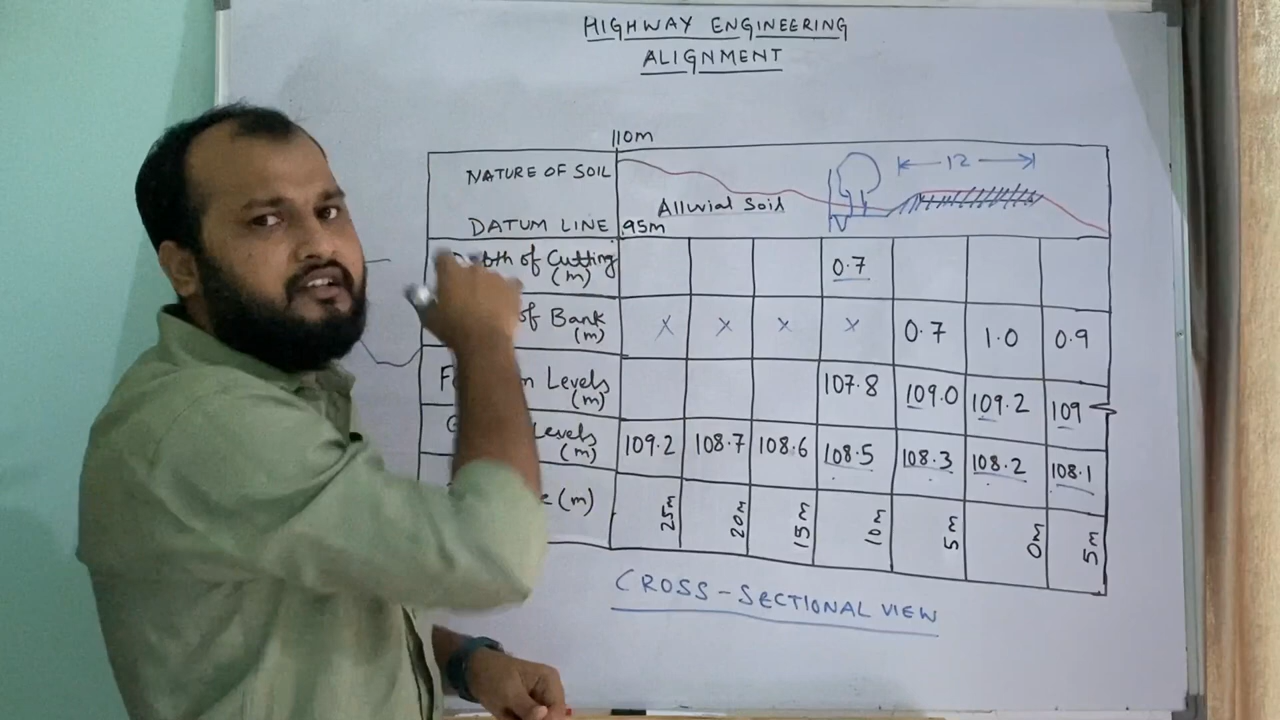 HIGHWAY ENGINEERING
ALIGNMENT
110m
NATURE OF SOIL
12
Alluvial Soil
DATUM LINE 95m
of Cutting (m) 0.7
of Bank (m) X X X X 0.7 1.0 0.9
Levels (m) 107.8 109.0 109.2 109
Levels (m) 109.2 108.7 108.6 108.5 108.3 108.2 108.1
(m) 25m 20m 15m 10m 5m 0m 5m
CROSS-SECTIONAL VIEW